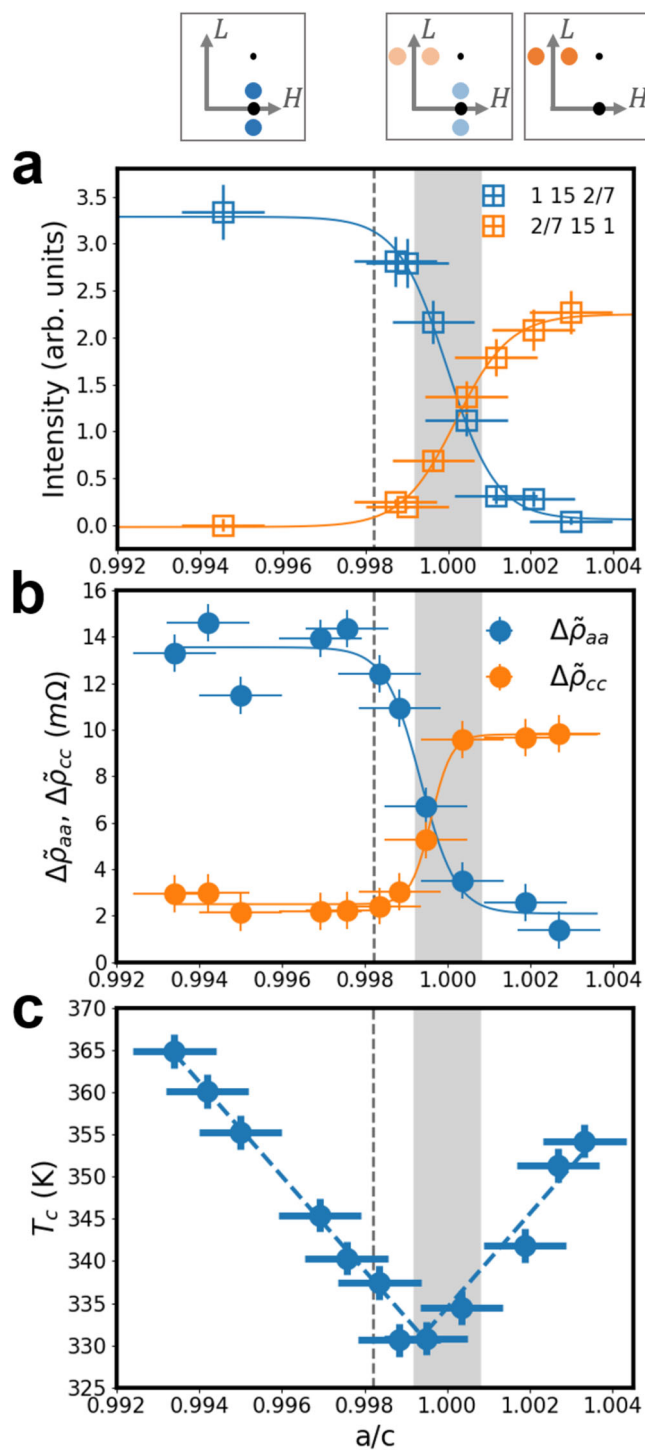 L
H
L
H
L
H
a
3.5
3.0
2.5
2.0
1.5
1.0
0.5
0.0
Intensity (arb. units)
1 15 2/7
2/7 15 1
0.992 0.994 0.996 0.998 1.000 1.002 1.004
b
16
14
12
10
8
6
4
2
0
Δρ̃aa, Δρ̃cc (mΩ)
Δρ̃aa
Δρ̃cc
0.992 0.994 0.996 0.998 1.000 1.002 1.004
c
370
365
360
355
350
345
340
335
330
325
Tc (K)
0.992 0.994 0.996 0.998 1.000 1.002 1.004
a/c